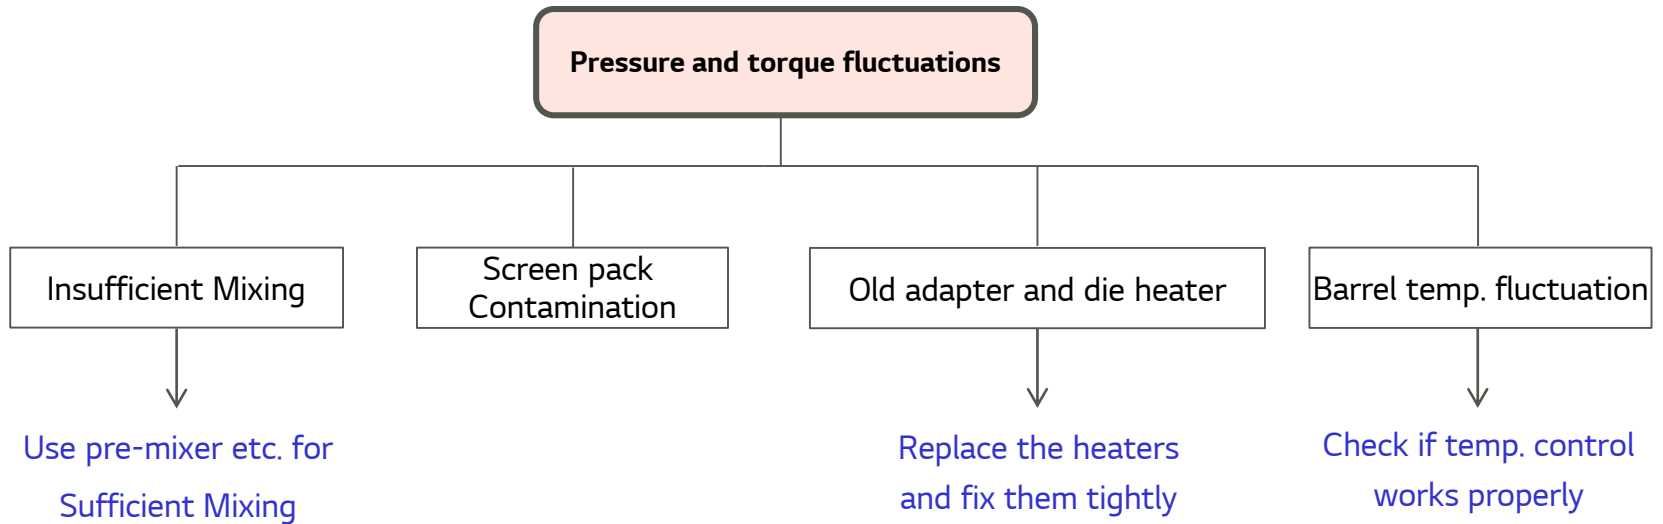 Pressure and torque fluctuations
Insufficient Mixing
Screen pack
Contamination
Old adapter and die heater
Barrel temp. fluctuation
Use pre-mixer etc. for
Sufficient Mixing
Replace the heaters
and fix them tightly
Check if temp. control
works properly